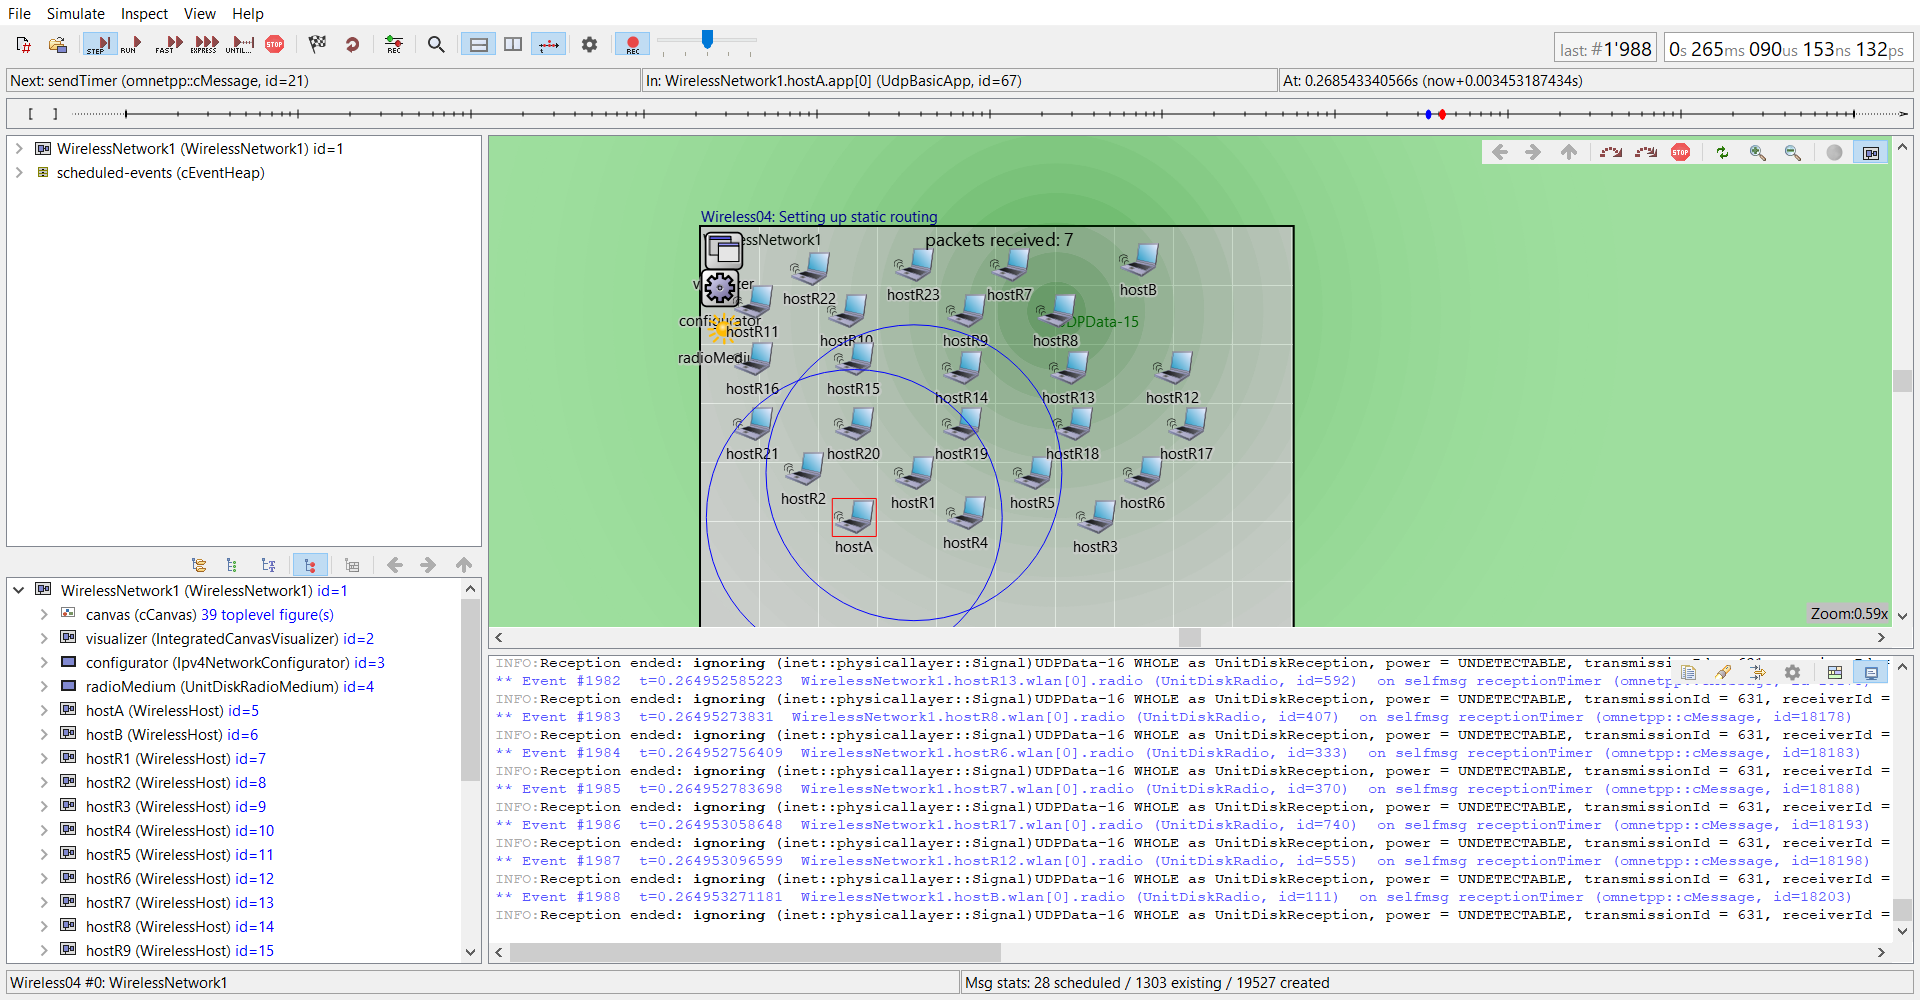 File Simulate Inspect View Help
STEP RUN FAST EXPRESS UNTIL... STOP REC REC
last: #1'988 0s 265ms 090us 153ns 132ps
Next: sendTimer (omnetpp::cMessage, id=21) In: WirelessNetwork1.hostA.app[0] (UdpBasicApp, id=67) At: 0.268543340566s (now+0.003453187434s)
[ ]
WirelessNetwork1 (WirelessNetwork1) id=1
scheduled-events (cEventHeap)
STOP
Wireless04: Setting up static routing
packets received: 7
hostR22
hostR23
hostR7
hostB
configurator
hostR11
hostR10
hostR9
hostR8
UDPData-15
hostR16
hostR15
hostR14
hostR13
hostR12
hostR21
hostR20
hostR19
hostR18
hostR17
hostR2
hostR1
hostR5
hostR6
hostA
hostR4
hostR3
Zoom:0.59x
WirelessNetwork1 (WirelessNetwork1) id=1
canvas (cCanvas) 39 toplevel figure(s)
visualizer (IntegratedCanvasVisualizer) id=2
configurator (Ipv4NetworkConfigurator) id=3
radioMedium (UnitDiskRadioMedium) id=4
hostA (WirelessHost) id=5
hostB (WirelessHost) id=6
hostR1 (WirelessHost) id=7
hostR2 (WirelessHost) id=8
hostR3 (WirelessHost) id=9
hostR4 (WirelessHost) id=10
hostR5 (WirelessHost) id=11
hostR6 (WirelessHost) id=12
hostR7 (WirelessHost) id=13
hostR8 (WirelessHost) id=14
hostR9 (WirelessHost) id=15
INFO:Reception ended: ignoring (inet::physicallayer::Signal)UDPData-16 WHOLE as UnitDiskReception, power = UNDETECTABLE, transmissionId = 631, receiverId =
** Event #1982 t=0.264952585223 WirelessNetwork1.hostR13.wlan[0].radio (UnitDiskRadio, id=592) on selfmsg receptionTimer (omnetpp::cMessage,
INFO:Reception ended: ignoring (inet::physicallayer::Signal)UDPData-16 WHOLE as UnitDiskReception, power = UNDETECTABLE, transmissionId = 631, receiverId =
** Event #1983 t=0.26495273831 WirelessNetwork1.hostR8.wlan[0].radio (UnitDiskRadio, id=407) on selfmsg receptionTimer (omnetpp::cMessage, id=18178)
INFO:Reception ended: ignoring (inet::physicallayer::Signal)UDPData-16 WHOLE as UnitDiskReception, power = UNDETECTABLE, transmissionId = 631, receiverId =
** Event #1984 t=0.264952756409 WirelessNetwork1.hostR6.wlan[0].radio (UnitDiskRadio, id=333) on selfmsg receptionTimer (omnetpp::cMessage, id=18183)
INFO:Reception ended: ignoring (inet::physicallayer::Signal)UDPData-16 WHOLE as UnitDiskReception, power = UNDETECTABLE, transmissionId = 631, receiverId =
** Event #1985 t=0.264952783698 WirelessNetwork1.hostR7.wlan[0].radio (UnitDiskRadio, id=370) on selfmsg receptionTimer (omnetpp::cMessage, id=18188)
INFO:Reception ended: ignoring (inet::physicallayer::Signal)UDPData-16 WHOLE as UnitDiskReception, power = UNDETECTABLE, transmissionId = 631, receiverId =
** Event #1986 t=0.264953058648 WirelessNetwork1.hostR17.wlan[0].radio (UnitDiskRadio, id=740) on selfmsg receptionTimer (omnetpp::cMessage, id=18193)
INFO:Reception ended: ignoring (inet::physicallayer::Signal)UDPData-16 WHOLE as UnitDiskReception, power = UNDETECTABLE, transmissionId = 631, receiverId =
** Event #1987 t=0.264953096599 WirelessNetwork1.hostR12.wlan[0].radio (UnitDiskRadio, id=555) on selfmsg receptionTimer (omnetpp::cMessage, id=18198)
INFO:Reception ended: ignoring (inet::physicallayer::Signal)UDPData-16 WHOLE as UnitDiskReception, power = UNDETECTABLE, transmissionId = 631, receiverId =
** Event #1988 t=0.264953271181 WirelessNetwork1.hostB.wlan[0].radio (UnitDiskRadio, id=111) on selfmsg receptionTimer (omnetpp::cMessage, id=18203)
INFO:Reception ended: ignoring (inet::physicallayer::Signal)UDPData-16 WHOLE as UnitDiskReception, power = UNDETECTABLE, transmissionId = 631, receiverId =
Wireless04 #0: WirelessNetwork1 Msg stats: 28 scheduled / 1303 existing / 19527 created